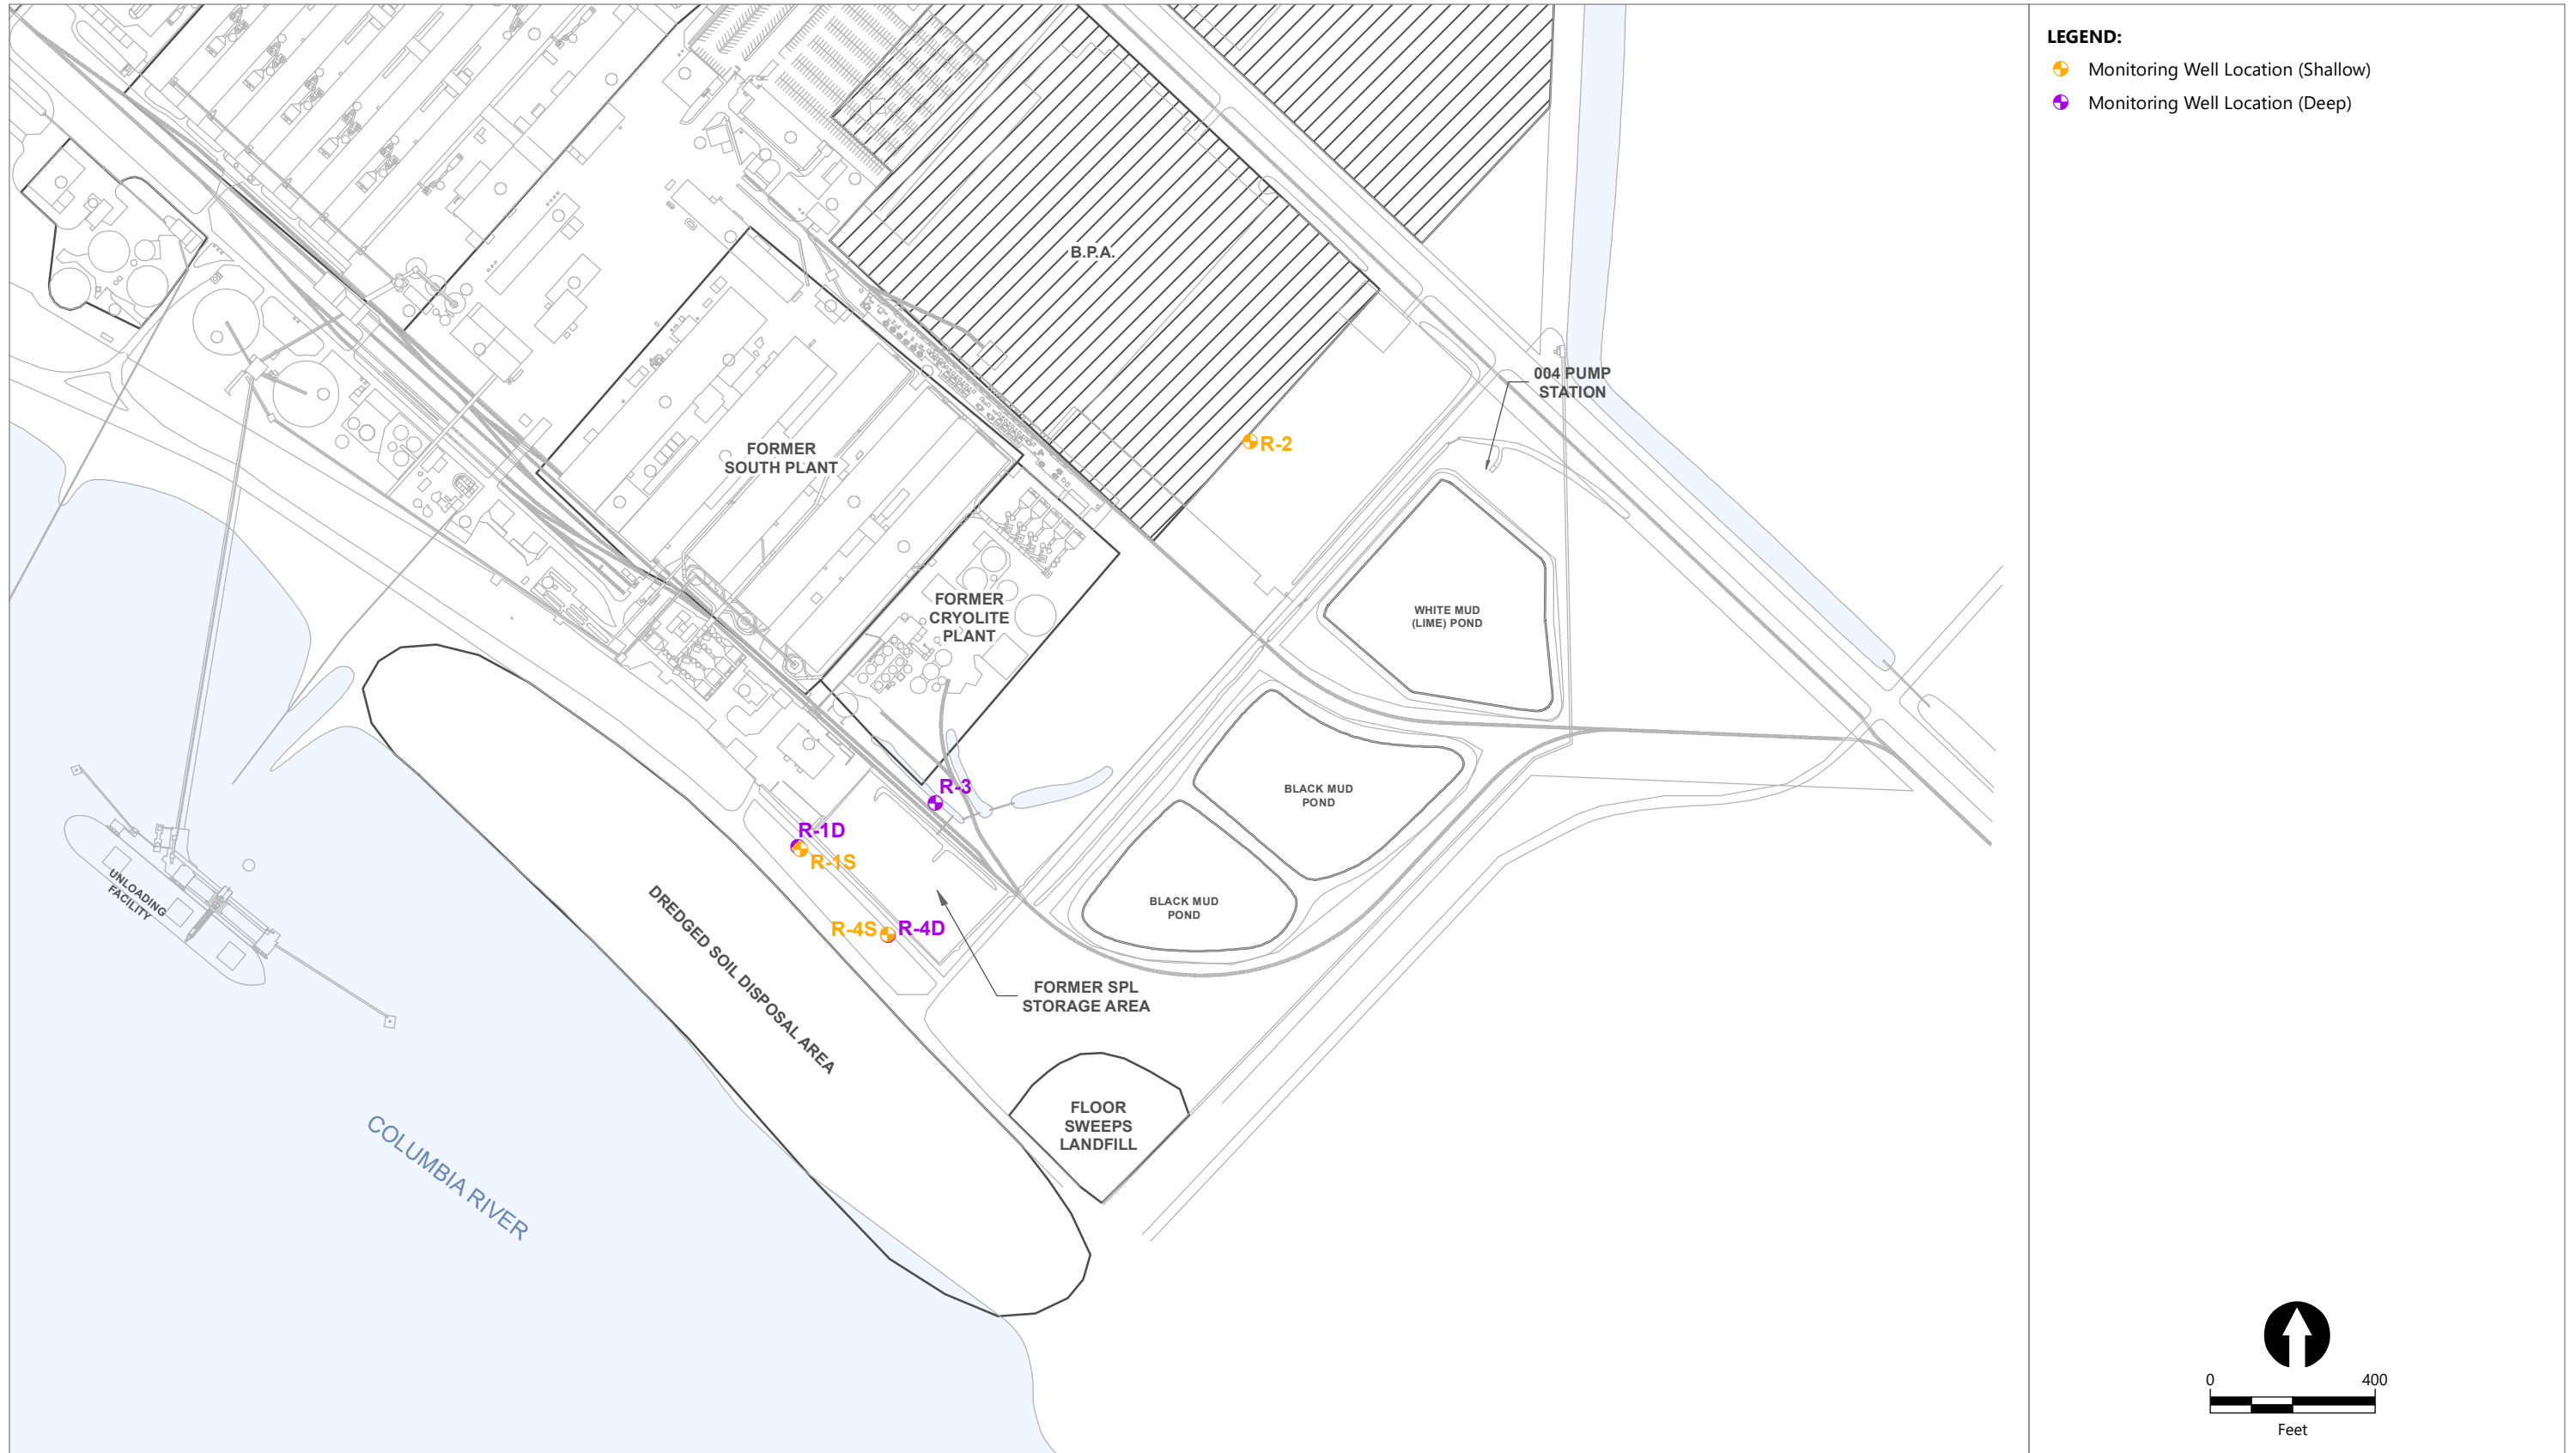 LEGEND:
Monitoring Well Location (Shallow)
Monitoring Well Location (Deep)
B.P.A.
004 PUMP
STATION
R-2
FORMER
SOUTH PLANT
FORMER
CRYOLITE
PLANT
WHITE MUD
(LIME) POND
BLACK MUD
POND
R-3
R-1D
R-1S
BLACK MUD
POND
R-4S
R-4D
UNLOADING
FACILITY
DREDGED SOIL DISPOSAL AREA
FORMER SPL
STORAGE AREA
FLOOR
SWEEPS
LANDFILL
COLUMBIA RIVER
0 400
Feet